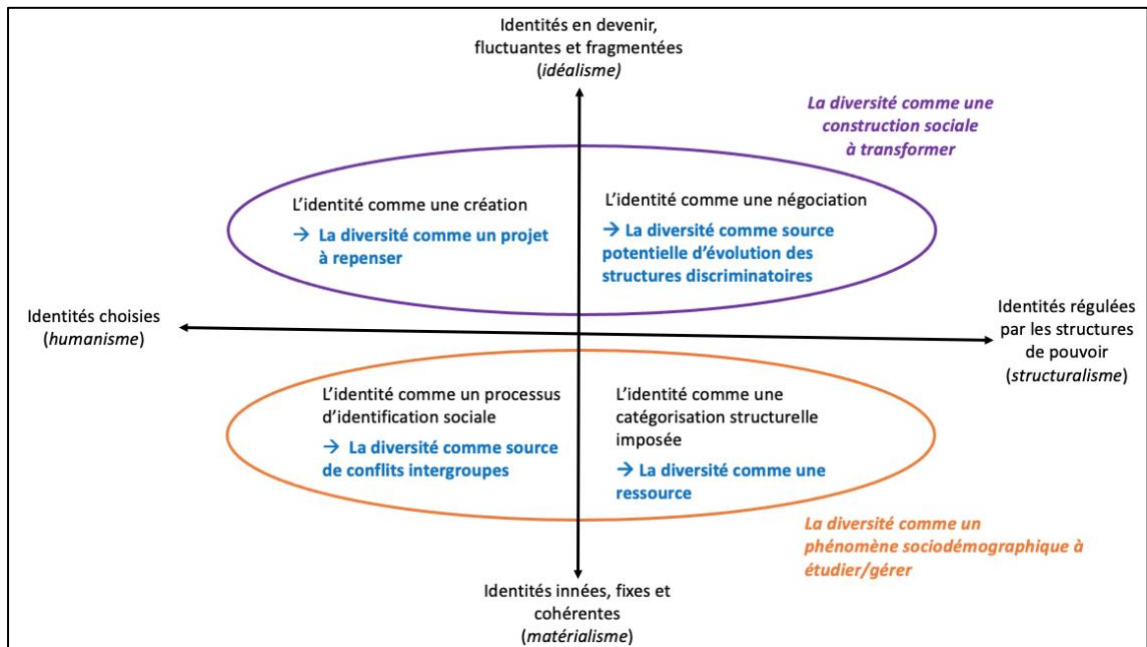 Identités en devenir,
fluctuantes et fragmentées
(idéalisme)
La diversité comme une
construction sociale
à transformer
L’identité comme une création
→ La diversité comme un projet
à repenser
L’identité comme une négociation
→ La diversité comme source
potentielle d’évolution des
structures discriminatoires
Identités choisies
(humanisme)
Identités régulées
par les structures
de pouvoir
(structuralisme)
L’identité comme un processus
d’identification sociale
→ La diversité comme source
de conflits intergroupes
L’identité comme une
catégorisation structurelle
imposée
→ La diversité comme une
ressource
La diversité comme un
phénomène sociodémographique à
étudier/gérer
Identités innées, fixes et
cohérentes
(matérialisme)